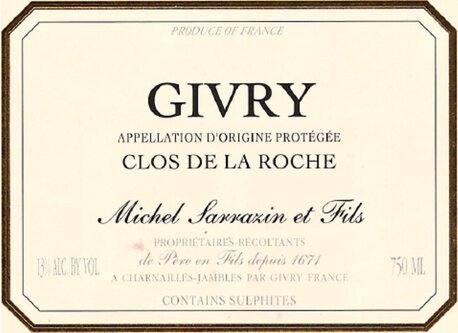 PRODUCE OF FRANCE
GIVRY
APPELLATION D'ORIGINE PROTÉGÉE
CLOS DE LA ROCHE
Michel Sarrazin et Fils
PROPRIÉTAIRES-RÉCOLTANTS
13% ALC. BY VOL de Père en Fils depuis 1671 750 ML
A CHARNAILLES-JAMBLES PAR GIVRY FRANCE
CONTAINS SULPHITES